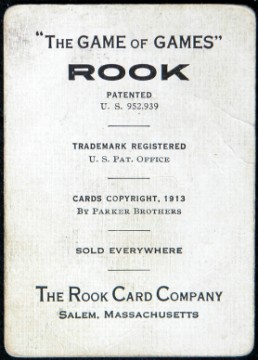 "The Game of Games"
ROOK
PATENTED
U. S. 952,939
TRADEMARK REGISTERED
U. S. Pat. Office
CARDS COPYRIGHT, 1913
By Parker Brothers
SOLD EVERYWHERE
The Rook Card Company
Salem, Massachusetts